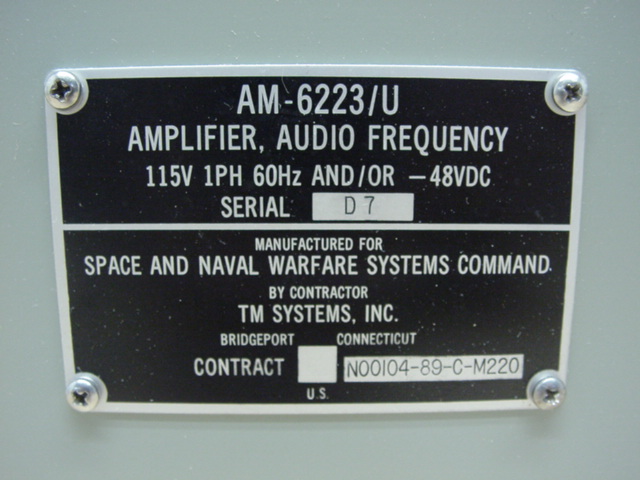 AM-6223/U
AMPLIFIER, AUDIO FREQUENCY
115V 1PH 60Hz AND/OR -48VDC
SERIAL D7
MANUFACTURED FOR
SPACE AND NAVAL WARFARE SYSTEMS COMMAND
BY CONTRACTOR
TM SYSTEMS, INC.
BRIDGEPORT CONNECTICUT
CONTRACT N00104-89-C-M220
U.S.